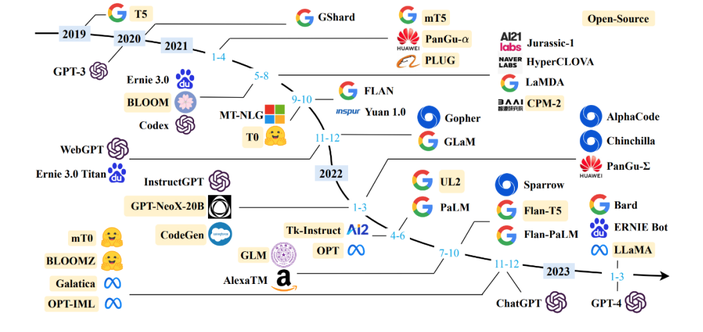 2019
T5
2020
GShard
2021
GPT-3
1-4
mT5
HUAWEI
PanGu-α
PLUG
Open-Source
AI21
labs
Jurassic-1
NAVER
LABS
HyperCLOVA
LaMDA
BAAI
CPM-2
5-8
Ernie 3.0
BLOOM
Codex
9-10
MT-NLG
T0
FLAN
inspur
Yuan 1.0
11-12
WebGPT
Ernie 3.0 Titan
Gopher
GLaM
2022
InstructGPT
GPT-NeoX-20B
CodeGen
1-3
AlphaCode
Chinchilla
HUAWEI
PanGu-Σ
4-6
Tk-Instruct
AI2
OPT
UL2
PaLM
7-10
GLM
AlexaTM
Sparrow
Flan-T5
Flan-PaLM
11-12
mT0
BLOOMZ
Galatica
OPT-IML
ChatGPT
2023
1-3
Bard
ERNIE Bot
LLaMA
GPT-4